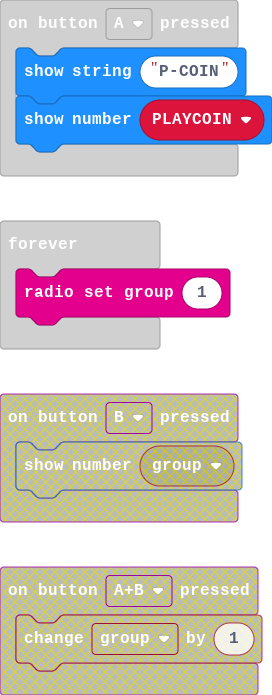 on button A pressed
show string "P-COIN"
show number PLAYCOIN
forever
radio set group 1
on button B pressed
show number group
on button A+B pressed
change group by 1